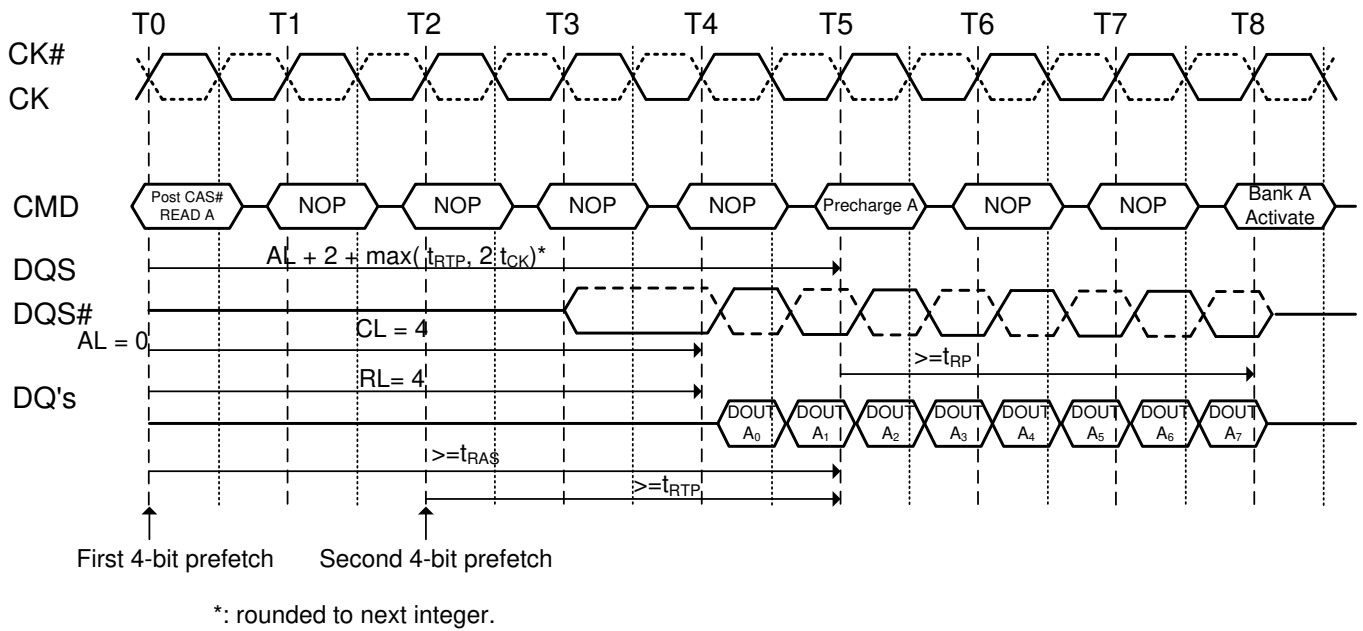 T0 T1 T2 T3 T4 T5 T6 T7 T8
CK#
CK
CMD
Post CAS# READ A NOP NOP NOP NOP Precharge A NOP NOP Bank A Activate
AL + 2 + max( tRTP, 2 tCK)*
DQS
DQS#
AL = 0
CL = 4
>=tRP
RL= 4
DQ's
DOUT A0 DOUT A1 DOUT A2 DOUT A3 DOUT A4 DOUT A5 DOUT A6 DOUT A7
>=tRAS
>=tRTP
First 4-bit prefetch Second 4-bit prefetch
*: rounded to next integer.